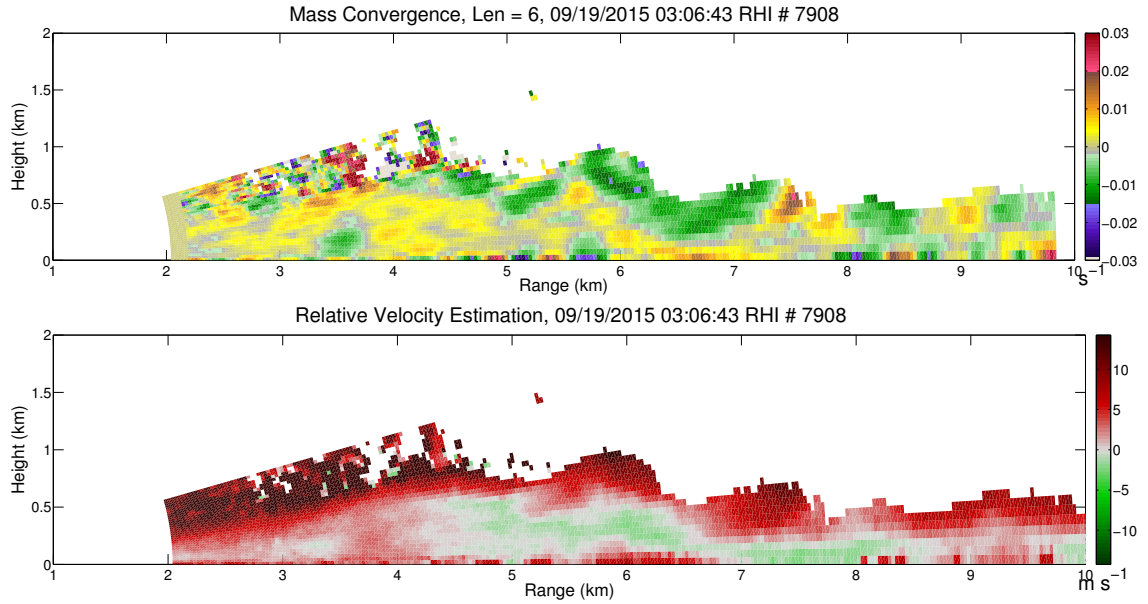 Mass Convergence, Len = 6, 09/19/2015 03:06:43 RHI # 7908
2
1.5
1
0.5
0
Height (km)
1 2 3 4 5 6 7 8 9 10
Range (km)
0.03
0.02
0.01
0
−0.01
−0.02
−0.03
s−1
Relative Velocity Estimation, 09/19/2015 03:06:43 RHI # 7908
2
1.5
1
0.5
0
Height (km)
1 2 3 4 5 6 7 8 9 10
Range (km)
10
5
0
−5
−10
m s−1